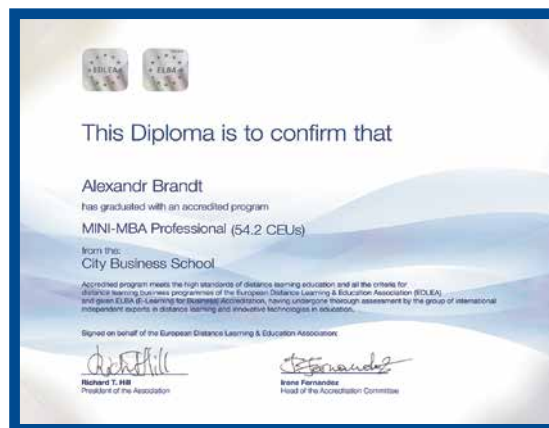 EDLEA
ELBA
This Diploma is to confirm that
Alexandr Brandt
has graduated with an accredited program
MINI-MBA Professional (54.2 CEUs)
from the:
City Business School
Accredited program meets the high standards of distance learning education and all the criteria for
distance learning business programmes of the European Distance Learning & Education Association (EDLEA)
and given ELBA (E-Learning for Business) Accreditation, having undergone thorough assessment by the group of international
independent experts in distance learning and innovative technologies in education.
Signed on behalf of the European Distance Learning & Education Association:
Richard T. Hill
Irene Fernandez
President of the Association
Head of the Accreditation Committee